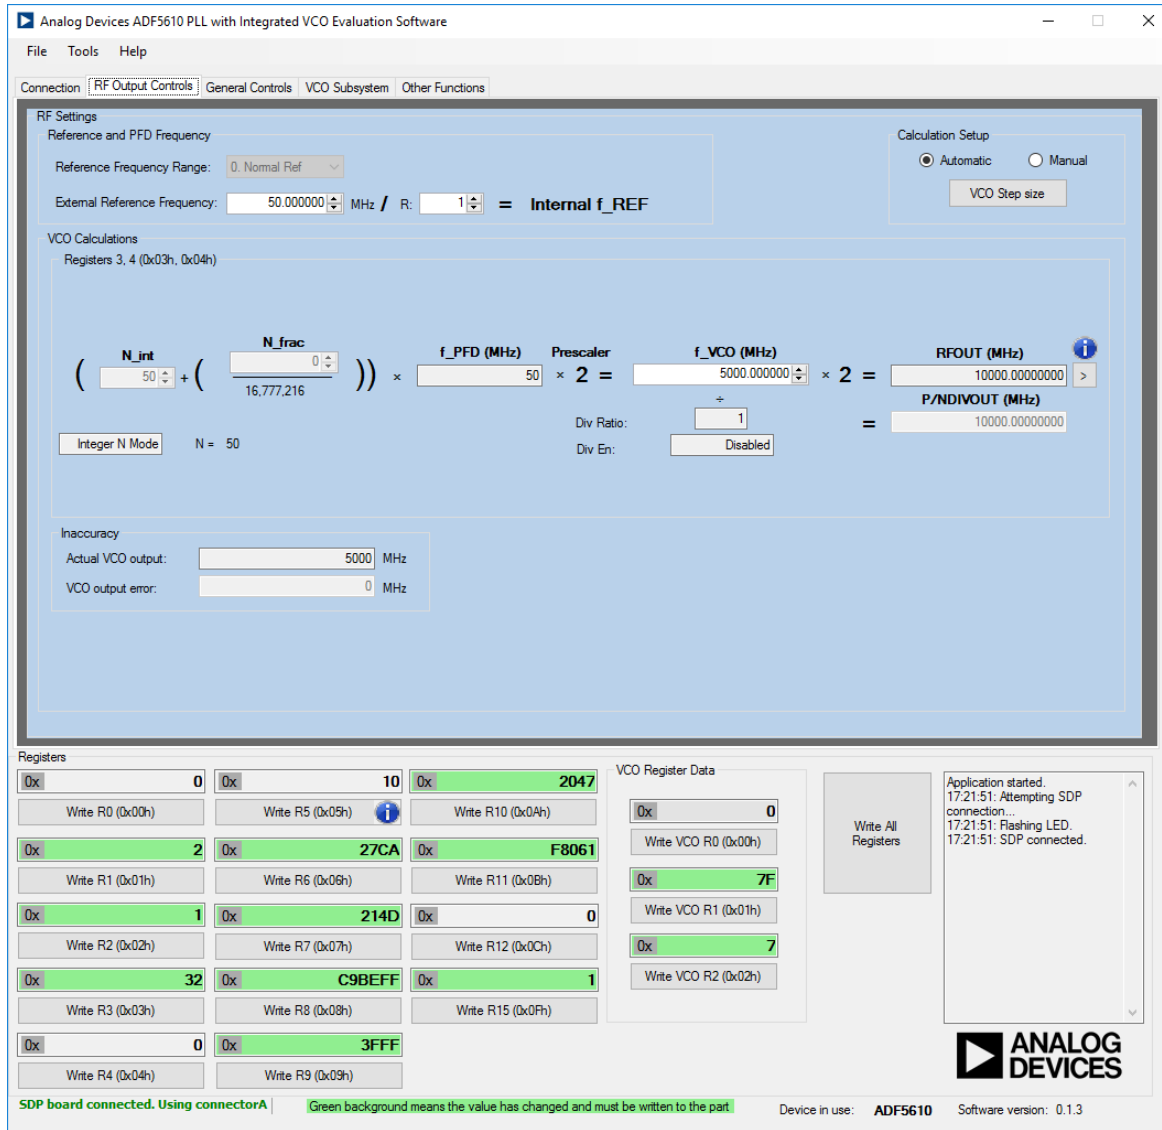 Analog Devices ADF5610 PLL with Integrated VCO Evaluation Software
File Tools Help
Connection RF Output Controls General Controls VCO Subsystem Other Functions
RF Settings
Reference and PFD Frequency
Reference Frequency Range: 0. Normal Ref
External Reference Frequency: 50.000000 MHz / R: 1 = Internal f_REF
Calculation Setup
Automatic Manual
VCO Step size
VCO Calculations
Registers 3, 4 (0x03h, 0x04h)
N_int N_frac f_PFD (MHz) Prescaler f_VCO (MHz) RFOUT (MHz)
( 50 + ( 0 )) × 50 × 2 = 5000.000000 × 2 = 10000.00000000 >
16,777,216
÷ P/NDIVOUT (MHz)
Div Ratio: 1 = 10000.00000000
Integer N Mode N = 50
Div En: Disabled
Inaccuracy
Actual VCO output: 5000 MHz
VCO output error: 0 MHz
Registers
0x 0
Write R0 (0x00h)
0x 2
Write R1 (0x01h)
0x 1
Write R2 (0x02h)
0x 32
Write R3 (0x03h)
0x 0
Write R4 (0x04h)
0x 10
Write R5 (0x05h)
0x 27CA
Write R6 (0x06h)
0x 214D
Write R7 (0x07h)
0x C9BEFF
Write R8 (0x08h)
0x 3FFF
Write R9 (0x09h)
0x 2047
Write R10 (0x0Ah)
0x F8061
Write R11 (0x0Bh)
0x 0
Write R12 (0x0Ch)
0x 1
Write R15 (0x0Fh)
VCO Register Data
0x 0
Write VCO R0 (0x00h)
0x 7F
Write VCO R1 (0x01h)
0x 7
Write VCO R2 (0x02h)
Write All
Registers
Application started.
17:21:51: Attempting SDP
connection...
17:21:51: Flashing LED.
17:21:51: SDP connected.
ANALOG
DEVICES
SDP board connected. Using connectorA
Green background means the value has changed and must be written to the part
Device in use: ADF5610
Software version: 0.1.3